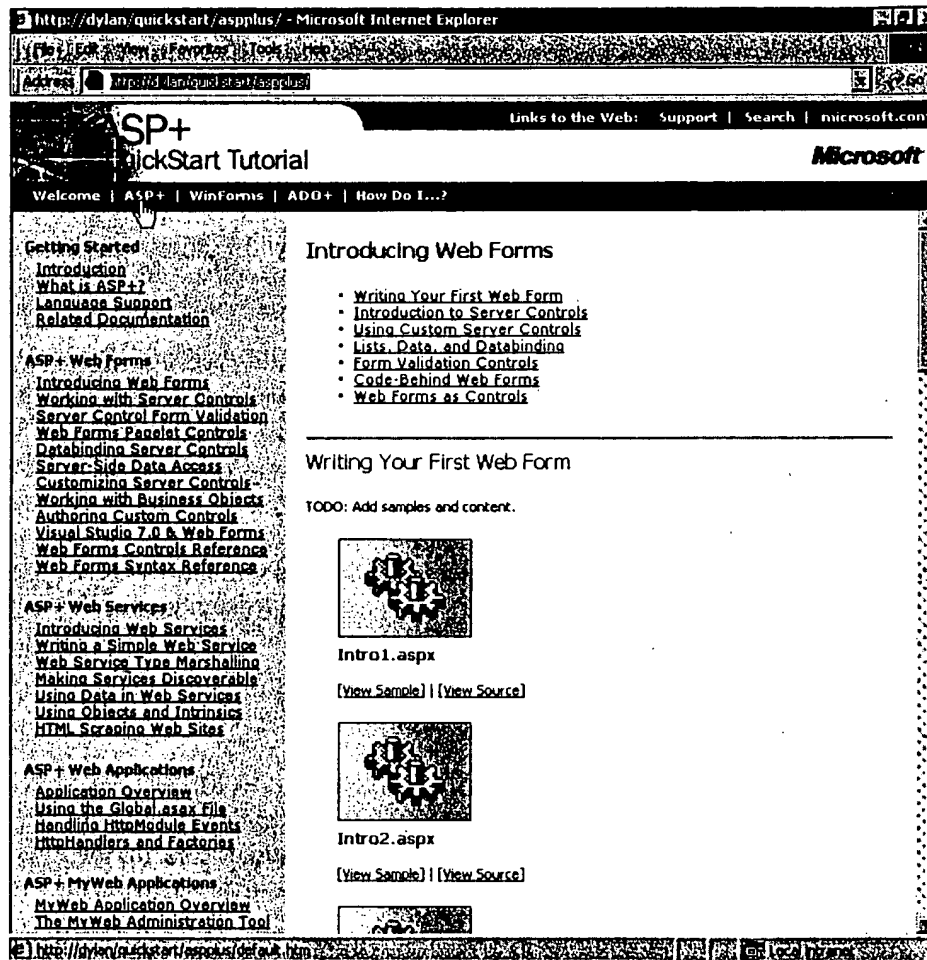 http://dylan/quickstart/aspplus/ - Microsoft Internet Explorer
File Edit View Favorites Tools Help
Address http://dylan/quickstart/aspplus/ Go
Links to the Web: Support | Search | microsoft.com
SP+
ickStart Tutorial
Microsoft
Welcome | ASP+ | WinForms | ADO+ | How Do I...?
Getting Started
Introduction
What is ASP+?
Language Support
Related Documentation
ASP+ Web Forms
Introducing Web Forms
Working with Server Controls
Server Control Form Validation
Web Forms Pagelet Controls
Databinding Server Controls
Server-Side Data Access
Customizing Server Controls
Working with Business Objects
Authoring Custom Controls
Visual Studio 7.0 & Web Forms
Web Forms Controls Reference
Web Forms Syntax Reference
ASP+ Web Services
Introducing Web Services
Writing a Simple Web Service
Web Service Type Marshalling
Making Services Discoverable
Using Data in Web Services
Using Objects and Intrinsics
HTML Scraping Web Sites
ASP+ Web Applications
Application Overview
Using the Global.asax File
Handling HttpModule Events
HttpHandlers and Factories
ASP+ MyWeb Applications
MyWeb Application Overview
The MyWeb Administration Tool
Introducing Web Forms
• Writing Your First Web Form
• Introduction to Server Controls
• Using Custom Server Controls
• Lists, Data, and Databinding
• Form Validation Controls
• Code-Behind Web Forms
• Web Forms as Controls
Writing Your First Web Form
TODO: Add samples and content.
Intro1.aspx
[View Sample] | [View Source]
Intro2.aspx
[View Sample] | [View Source]
http://dylan/quickstart/aspplus/default.htm
Local intranet